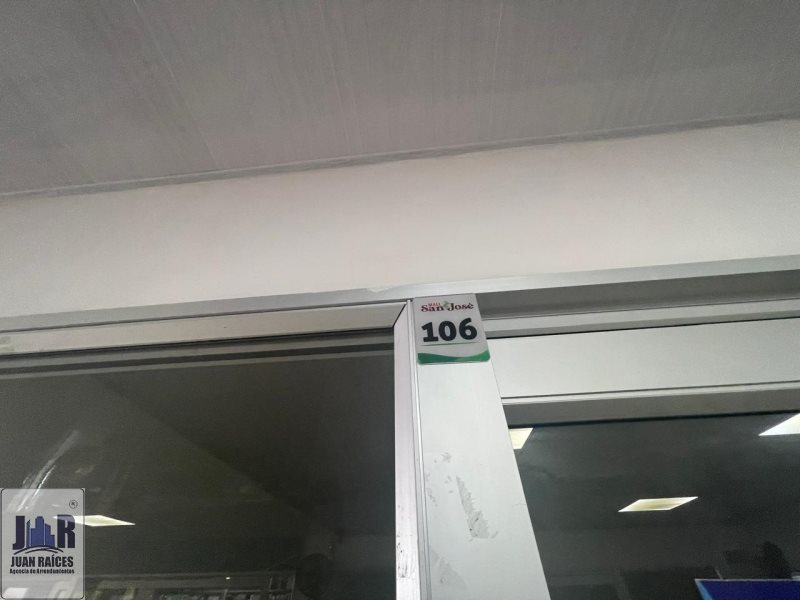 MALL
San José
106
J R ®
JUAN RAÍCES
Agencia de Arrendamientos